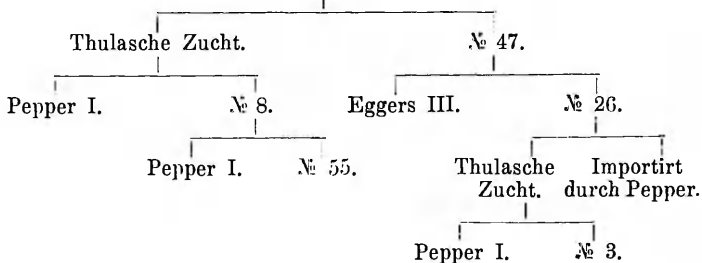 Thulasche Zucht. № 47.
Pepper I. № 8. Eggers III. № 26.
Pepper I. № 55. Thulasche Importirt
Zucht. durch Pepper.
Pepper I. № 3.